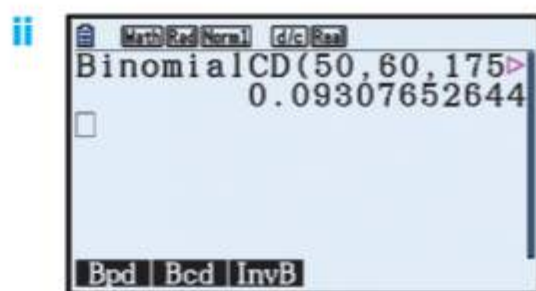 ii
Math Rad Norm1 d/c Real
BinomialCD(50,60,175▷
0.09307652644
Bpd Bcd InvB